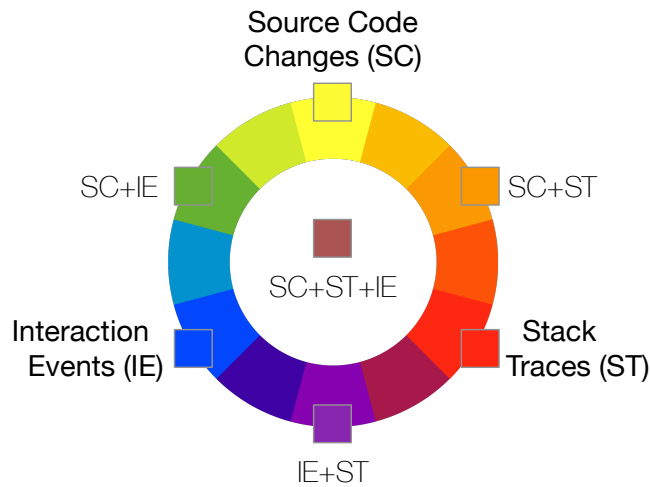 Source Code
Changes (SC)
SC+IE
SC+ST
SC+ST+IE
Interaction
Events (IE)
Stack
Traces (ST)
IE+ST